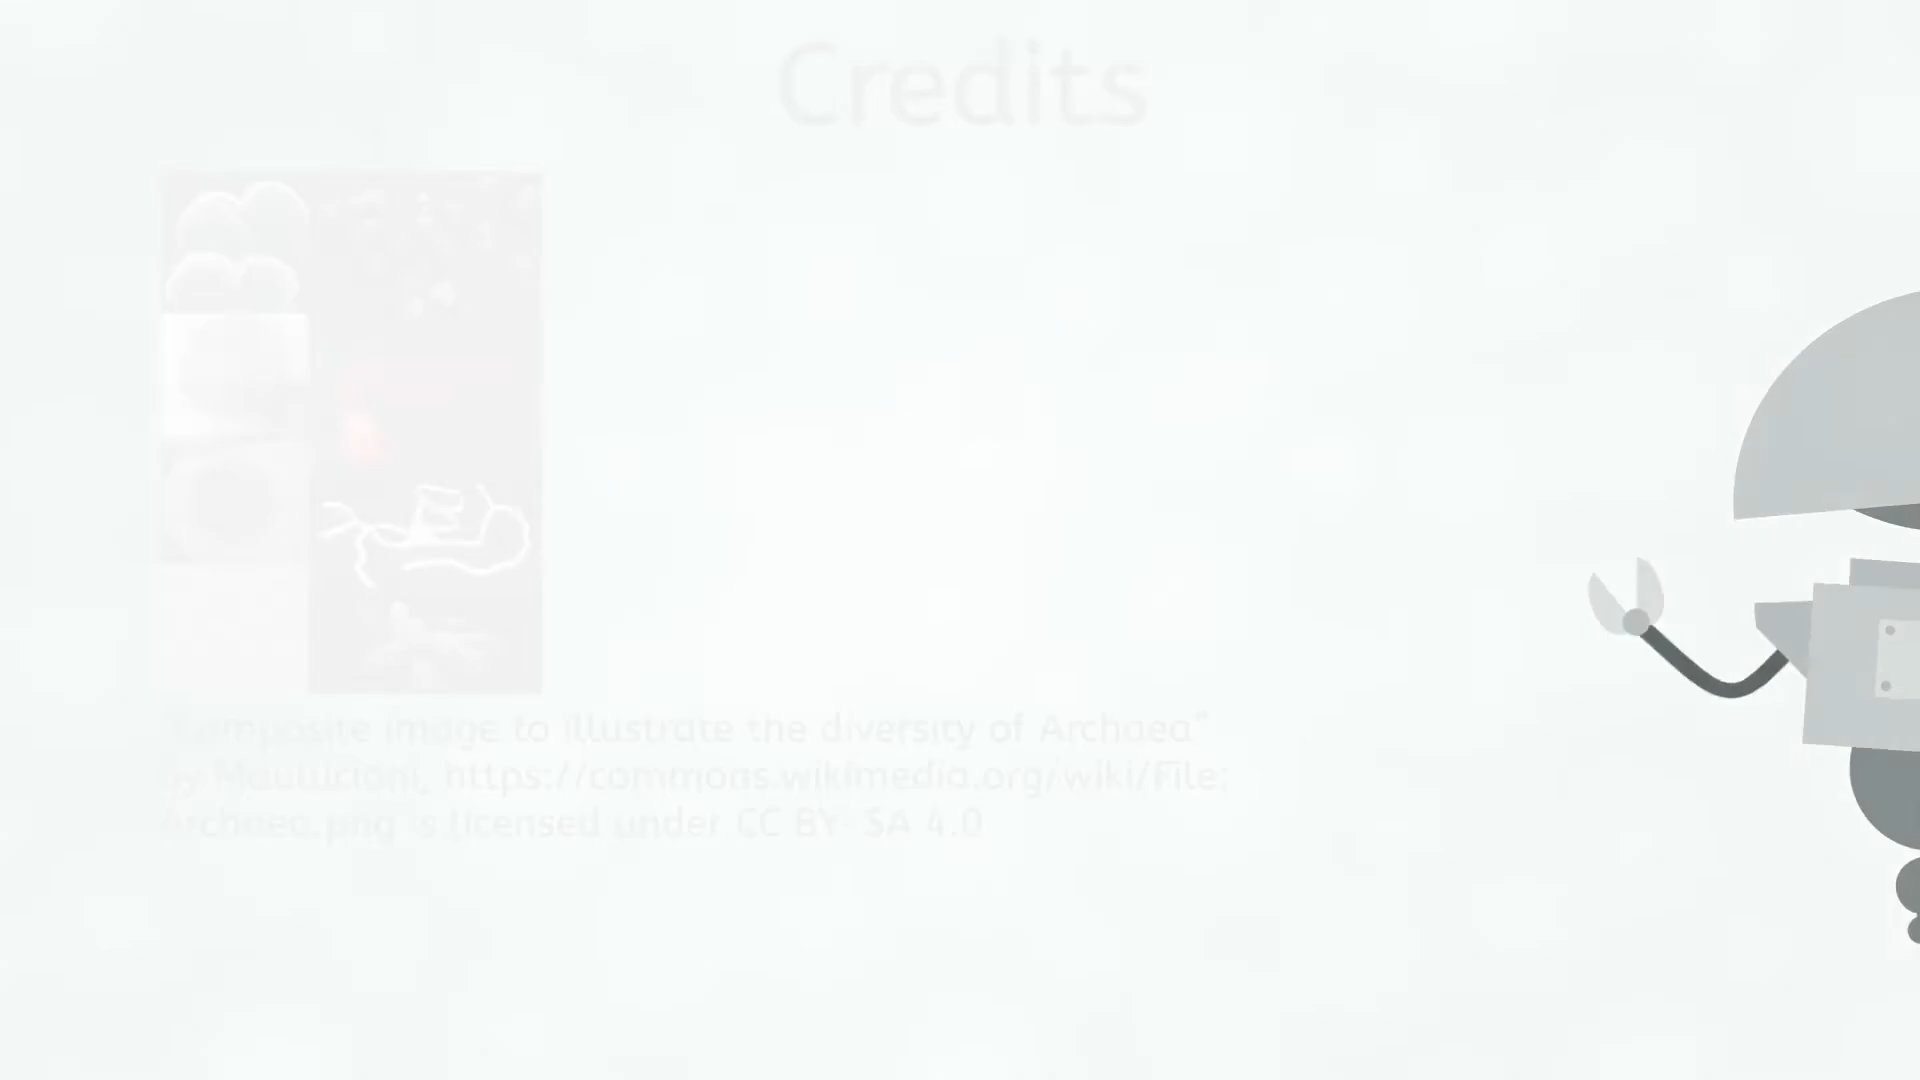 Credits
"Composite image to illustrate the diversity of Archaea"
by Maulucioni, https://commons.wikimedia.org/wiki/File:
Archaea.png is licensed under CC BY-SA 4.0